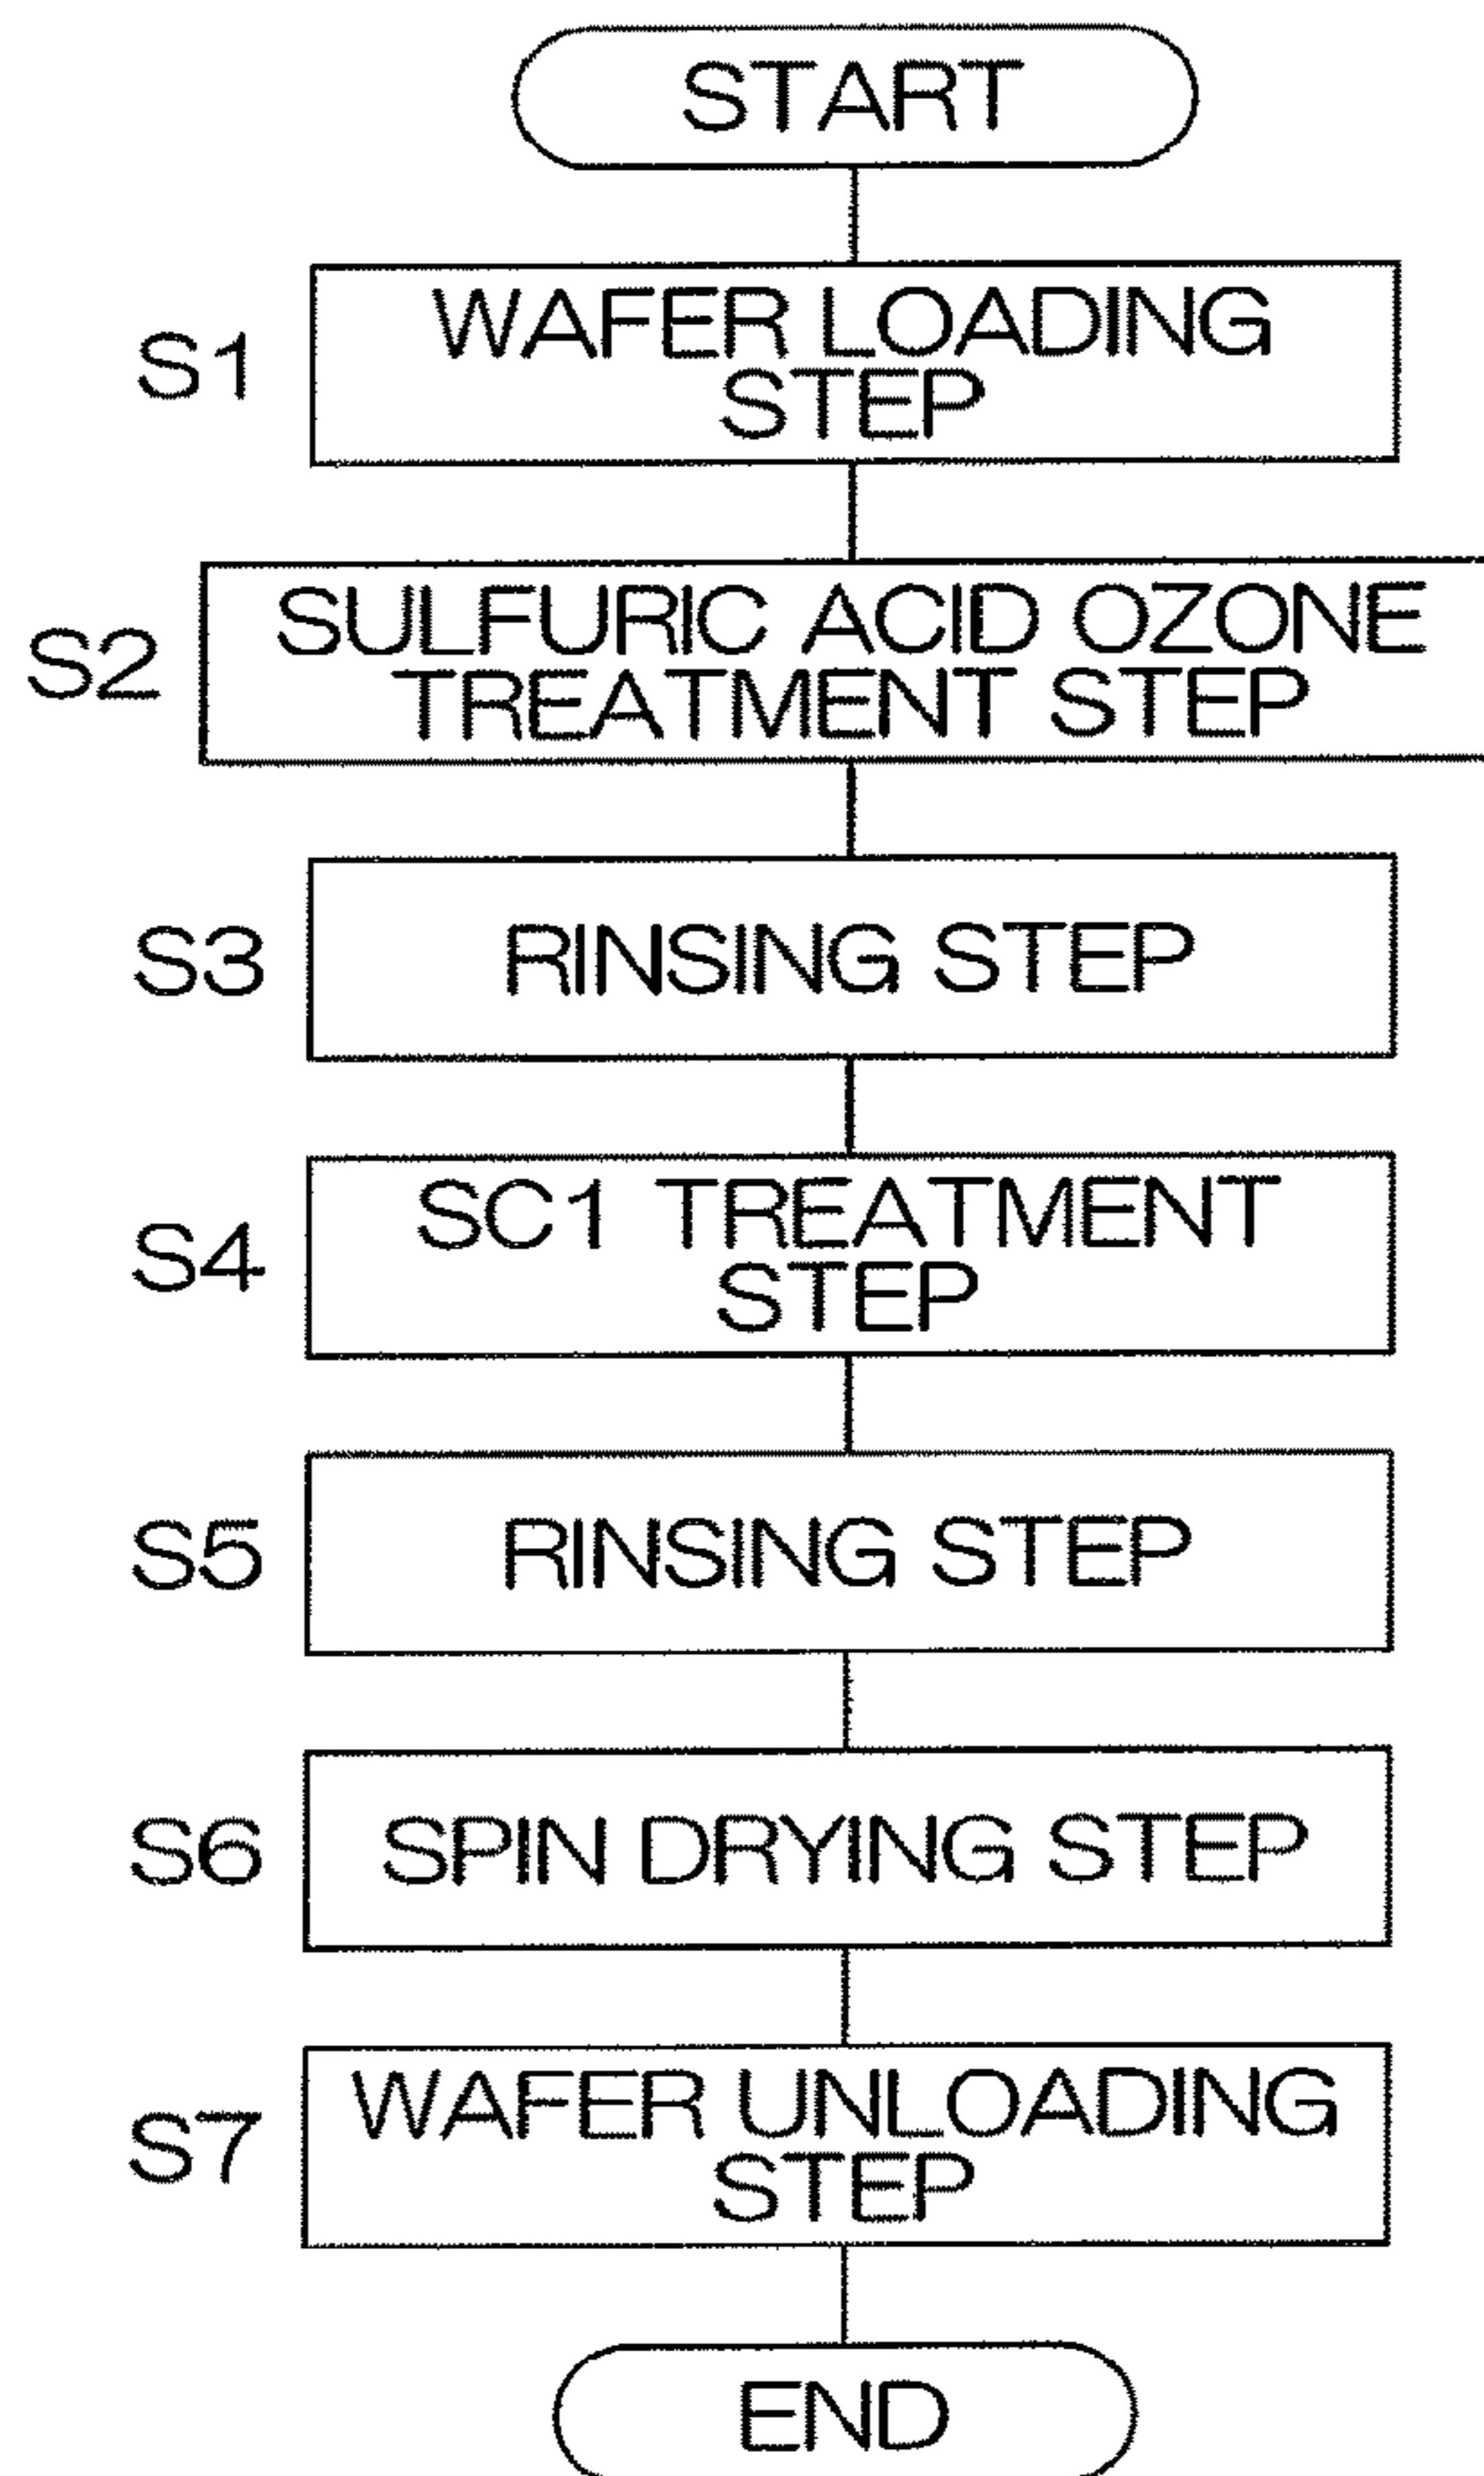 START
S1
WAFER LOADING
STEP
S2
SULFURIC ACID OZONE
TREATMENT STEP
S3
RINSING STEP
S4
SC1 TREATMENT
STEP
S5
RINSING STEP
S6
SPIN DRYING STEP
S7
WAFER UNLOADING
STEP
END